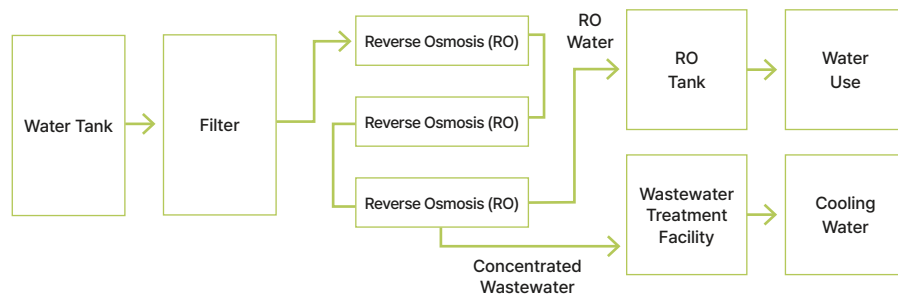 Water Tank
Filter
Reverse Osmosis (RO)
Reverse Osmosis (RO)
Reverse Osmosis (RO)
RO
Water
RO
Tank
Water
Use
Concentrated
Wastewater
Wastewater
Treatment
Facility
Cooling
Water